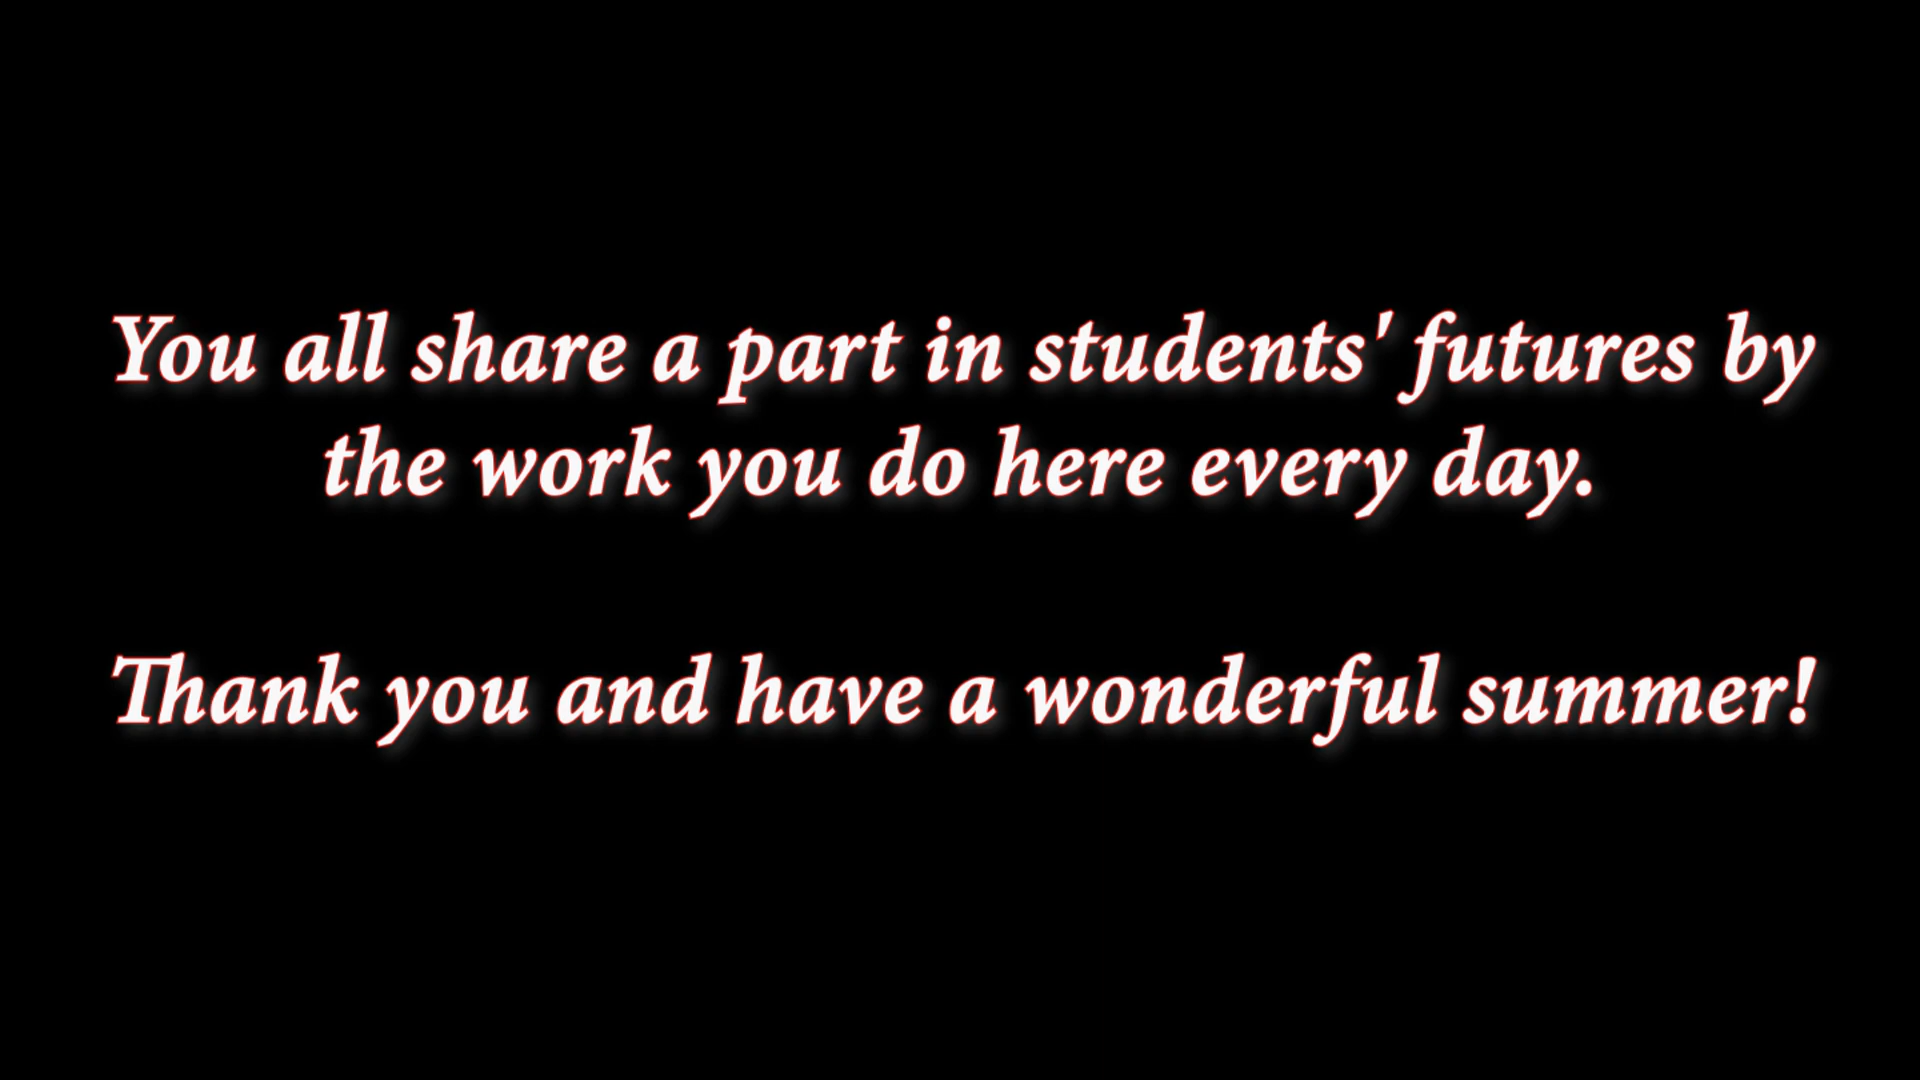 You all share a part in students' futures by
the work you do here every day.
Thank you and have a wonderful summer!